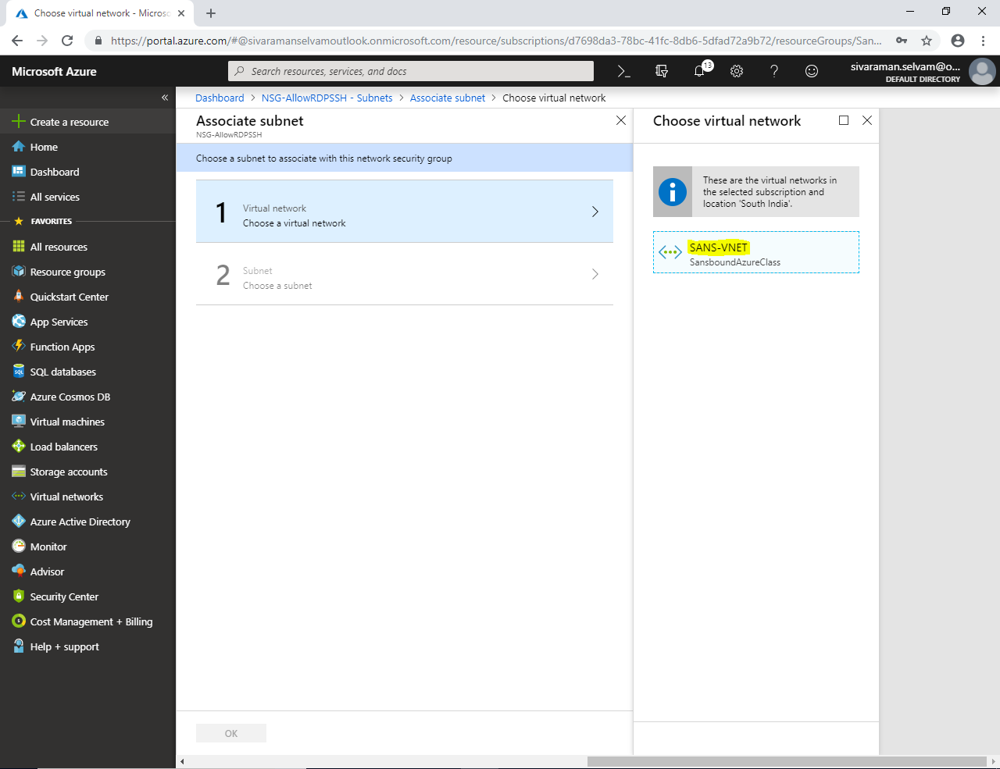 Choose virtual network - Microso
https://portal.azure.com/#@sivaramanselvamoutlook.onmicrosoft.com/resource/subscriptions/d7698da3-78bc-41fc-8db6-5dfad72a9b72/resourceGroups/San...
Microsoft Azure
Search resources, services, and docs
13
sivaraman.selvam@o...
DEFAULT DIRECTORY
Dashboard > NSG-AllowRDPSSH - Subnets > Associate subnet > Choose virtual network
Create a resource
Home
Dashboard
All services
FAVORITES
All resources
Resource groups
Quickstart Center
App Services
Function Apps
SQL databases
Azure Cosmos DB
Virtual machines
Load balancers
Storage accounts
Virtual networks
Azure Active Directory
Monitor
Advisor
Security Center
Cost Management + Billing
Help + support
Associate subnet
NSG-AllowRDPSSH
Choose a subnet to associate with this network security group
1
Virtual network
Choose a virtual network
2
Subnet
Choose a subnet
OK
Choose virtual network
These are the virtual networks in
the selected subscription and
location 'South India'.
SANS-VNET
SansboundAzureClass